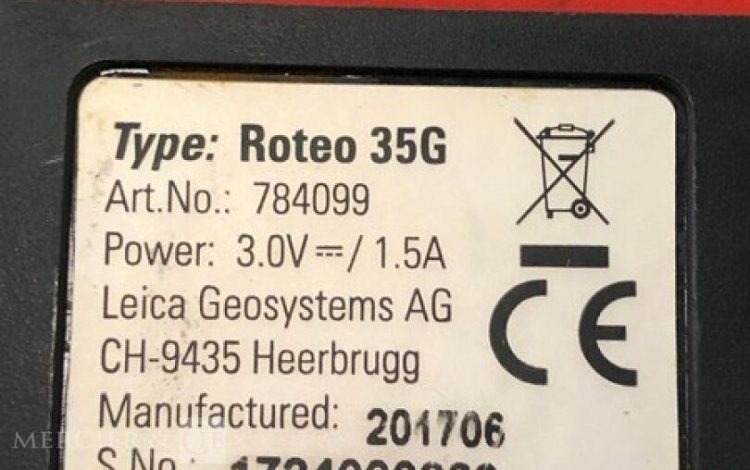 Type: Roteo 35G
Art.No.: 784099
Power: 3.0V⎓/ 1.5A
Leica Geosystems AG
CH-9435 Heerbrugg
Manufactured: 201706
S.No.:
CE